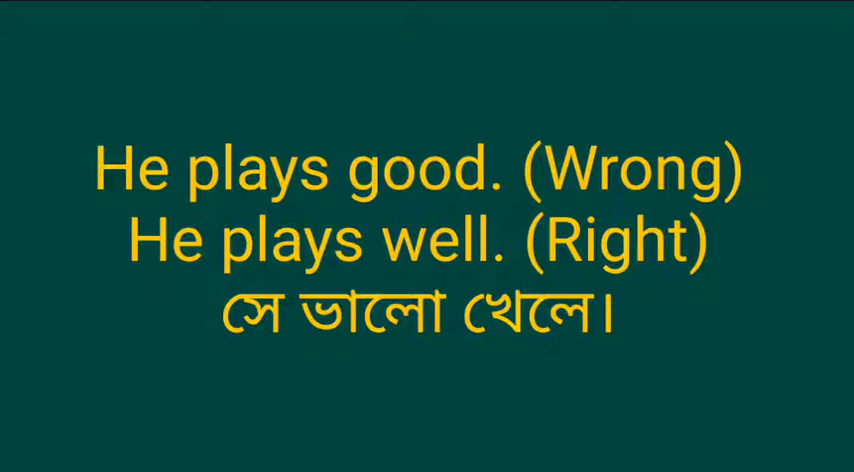 He plays good. (Wrong)
He plays well. (Right)
সে ভালো খেলে।